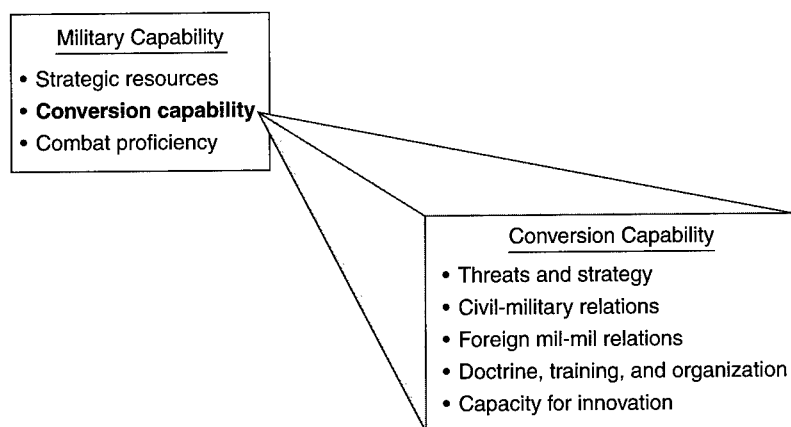 Military Capability
• Strategic resources
• Conversion capability
• Combat proficiency
Conversion Capability
• Threats and strategy
• Civil-military relations
• Foreign mil-mil relations
• Doctrine, training, and organization
• Capacity for innovation